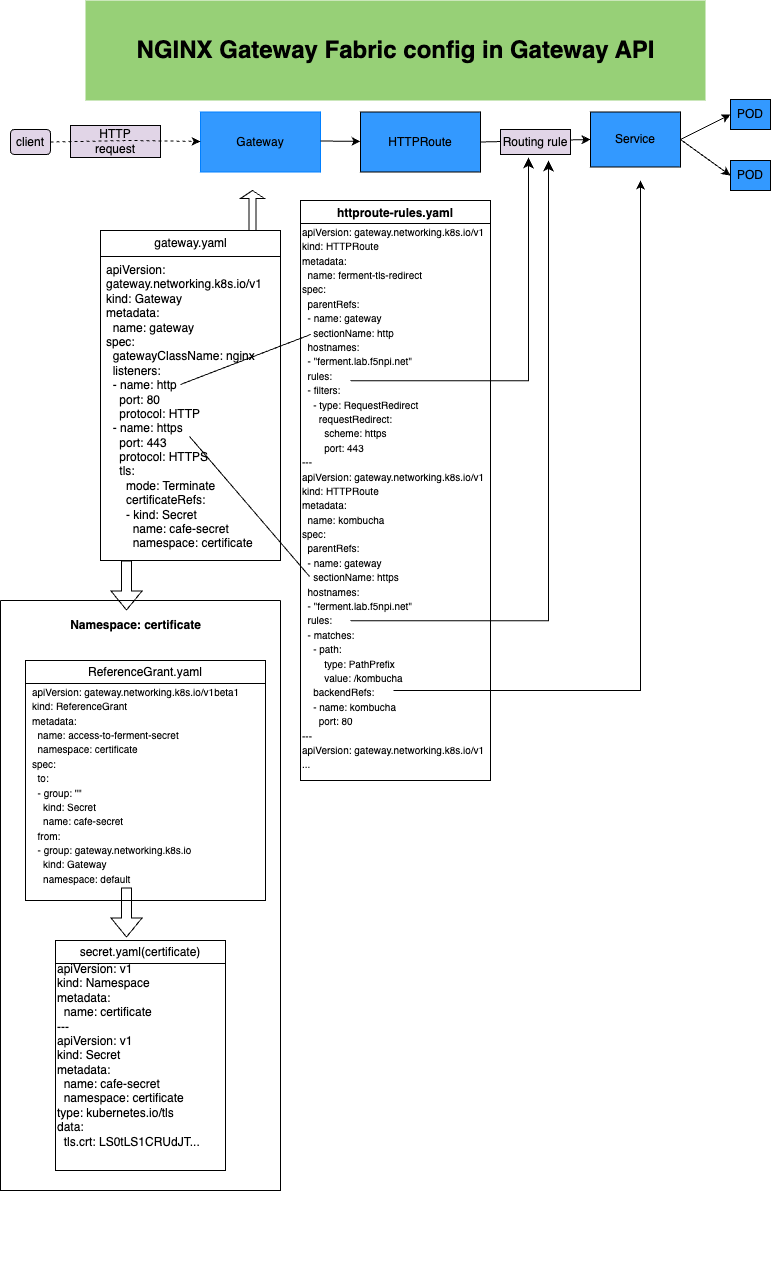 NGINX Gateway Fabric config in Gateway API
client
HTTP
request
Gateway
HTTPRoute
Routing rule
Service
POD
POD
gateway.yaml
apiVersion:
gateway.networking.k8s.io/v1
kind: Gateway
metadata:
  name: gateway
spec:
  gatewayClassName: nginx
  listeners:
  - name: http
    port: 80
    protocol: HTTP
  - name: https
    port: 443
    protocol: HTTPS
    tls:
      mode: Terminate
      certificateRefs:
      - kind: Secret
        name: cafe-secret
        namespace: certificate
httproute-rules.yaml
apiVersion: gateway.networking.k8s.io/v1
kind: HTTPRoute
metadata:
  name: ferment-tls-redirect
spec:
  parentRefs:
  - name: gateway
    sectionName: http
  hostnames:
  - "ferment.lab.f5npi.net"
  rules:
  - filters:
    - type: RequestRedirect
      requestRedirect:
        scheme: https
        port: 443
---
apiVersion: gateway.networking.k8s.io/v1
kind: HTTPRoute
metadata:
  name: kombucha
spec:
  parentRefs:
  - name: gateway
    sectionName: https
  hostnames:
  - "ferment.lab.f5npi.net"
  rules:
  - matches:
    - path:
        type: PathPrefix
        value: /kombucha
    backendRefs:
    - name: kombucha
      port: 80
---
apiVersion: gateway.networking.k8s.io/v1
...
Namespace: certificate
ReferenceGrant.yaml
apiVersion: gateway.networking.k8s.io/v1beta1
kind: ReferenceGrant
metadata:
  name: access-to-ferment-secret
  namespace: certificate
spec:
  to:
  - group: ""
    kind: Secret
    name: cafe-secret
  from:
  - group: gateway.networking.k8s.io
    kind: Gateway
    namespace: default
secret.yaml(certificate)
apiVersion: v1
kind: Namespace
metadata:
  name: certificate
---
apiVersion: v1
kind: Secret
metadata:
  name: cafe-secret
  namespace: certificate
type: kubernetes.io/tls
data:
  tls.crt: LS0tLS1CRUdJT...